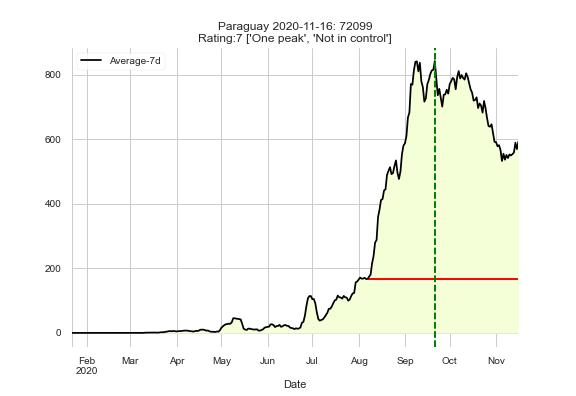 Paraguay 2020-11-16: 72099
Rating:7 ['One peak', 'Not in control']
Average-7d
800
600
400
200
0
Feb Mar Apr May Jun Jul Aug Sep Oct Nov
2020
Date